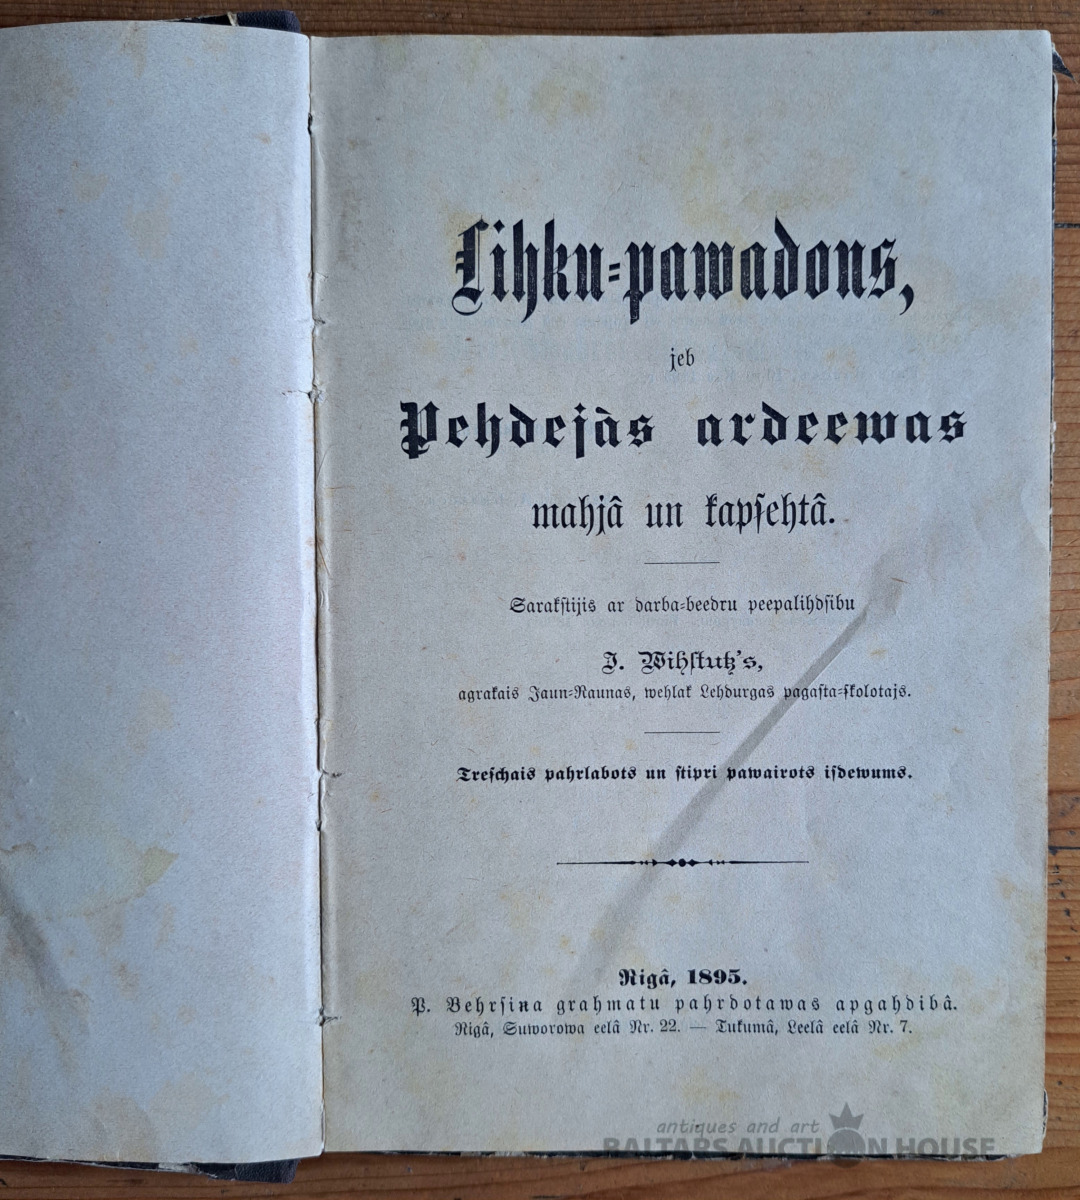 Lihku-pawadons,
jeb
Pehdejàs ardeewas
mahjâ un kapſehtâ.
Sarakſtijis ar darba-beedru peepalihdſibu
J. Wihſtutz's,
agrakais Jaun-Raunas, wehlak Lehdurgas pagaſta-ſkolotajs.
Treſchais pahrlabots un ſtipri pawairots iſdewums.
Rigâ, 1895.
P. Behrſina grahmatu pahrdotawas apgahdibâ.
Rigâ, Suworowa eelâ Nr. 22. — Tukumâ, Leelâ eelâ Nr. 7.
antiques and art
BALTARS AUCTION HOUSE